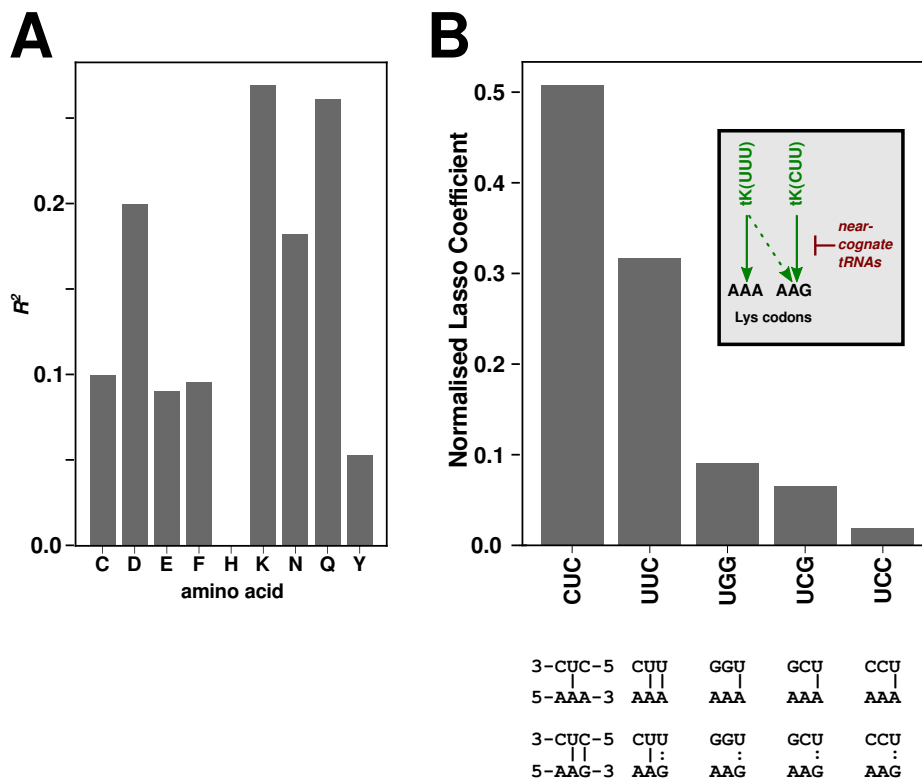 A
0.2
0.1
0.0
R²
C D E F H K N Q Y
amino acid
B
0.5
0.4
0.3
0.2
0.1
0.0
Normalised Lasso Coefficient
tK(UUU)
tK(CUU)
near-
cognate
tRNAs
AAA AAG
Lys codons
CUC UUC UGG UCG UCC
3-CUC-5 CUU GGU GCU CCU
5-AAA-3 AAA AAA AAA AAA
3-CUC-5 CUU GGU GCU CCU
5-AAG-3 AAG AAG AAG AAG